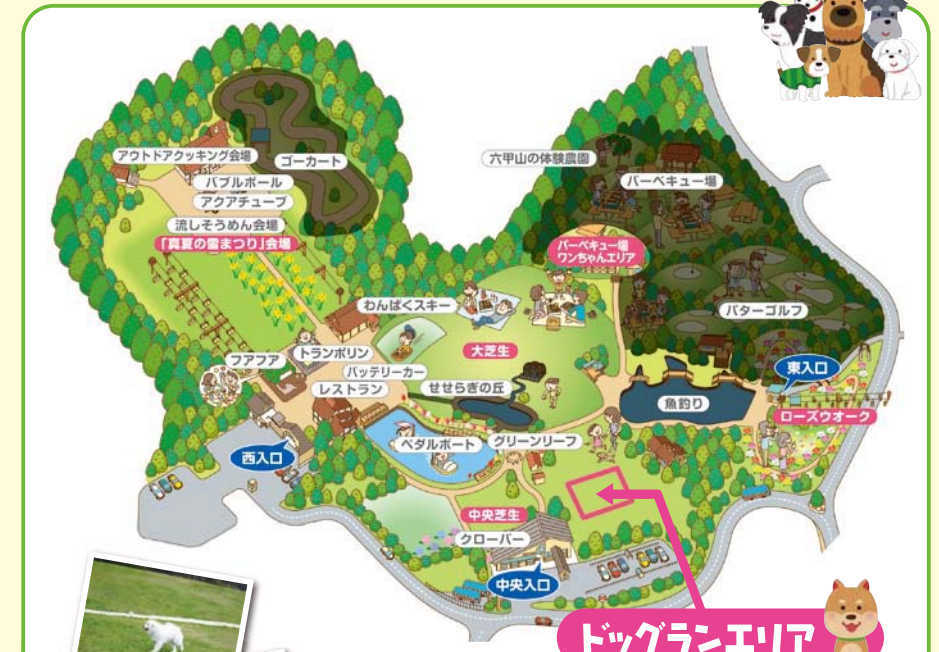 アウトドアクッキング会場
ゴーカート
バブルボール
アクアチューブ
流しそうめん会場
「真夏の雪まつり」会場
六甲山の体験農園
バーベキュー場
バーベキュー場
ワンちゃんエリア
パターゴルフ
わんぱくスキー
大芝生
トランポリン
フアフア
バッテリーカー
レストラン
せせらぎの丘
東入口
魚釣り
ローズウオーク
西入口
ペダルボート
グリーンリーフ
中央芝生
クローバー
中央入口
ドッグランエリア